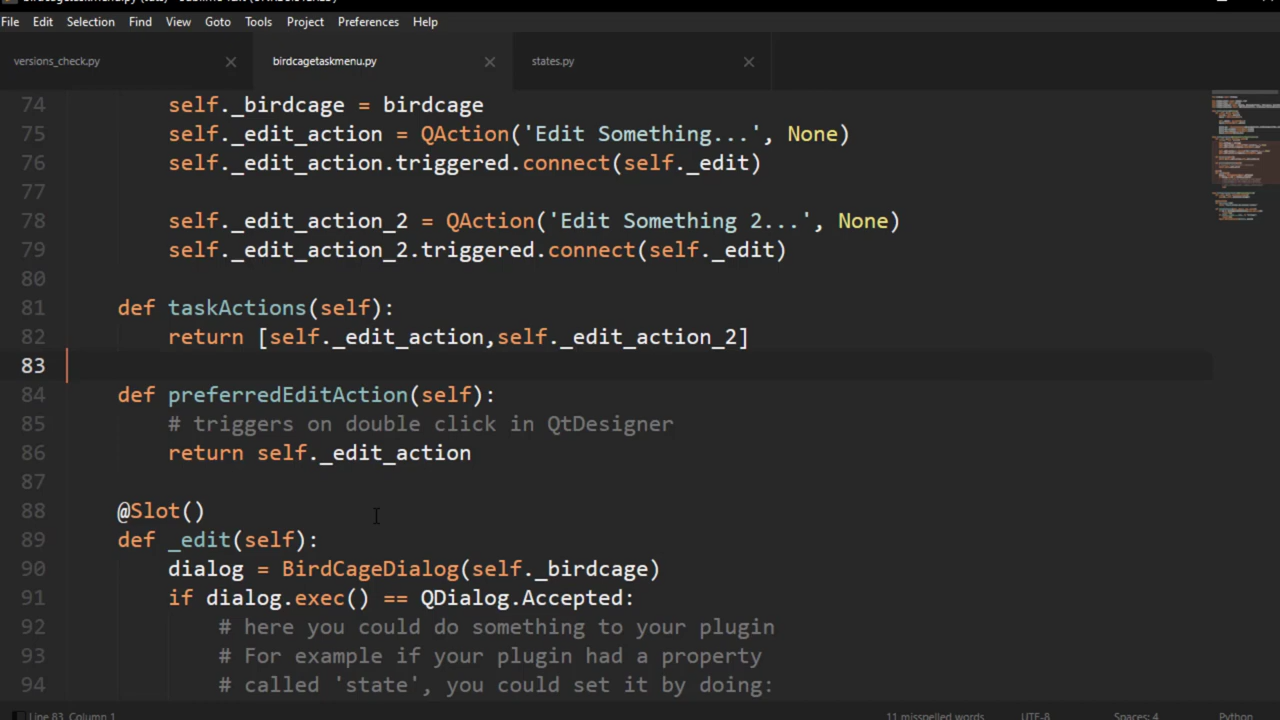 File Edit Selection Find View Goto Tools Project Preferences Help
versions_check.py birdcagetaskmenu.py states.py
74 self._birdcage = birdcage
75 self._edit_action = QAction('Edit Something...', None)
76 self._edit_action.triggered.connect(self._edit)
77
78 self._edit_action_2 = QAction('Edit Something 2...', None)
79 self._edit_action_2.triggered.connect(self._edit)
80
81 def taskActions(self):
82 return [self._edit_action,self._edit_action_2]
83
84 def preferredEditAction(self):
85 # triggers on double click in QtDesigner
86 return self._edit_action
87
88 @Slot()
89 def _edit(self):
90 dialog = BirdCageDialog(self._birdcage)
91 if dialog.exec() == QDialog.Accepted:
92 # here you could do something to your plugin
93 # For example if your plugin had a property
94 # called 'state', you could set it by doing:
Line 83, Column 1 11 misspelled words UTF-8 Spaces: 4 Python